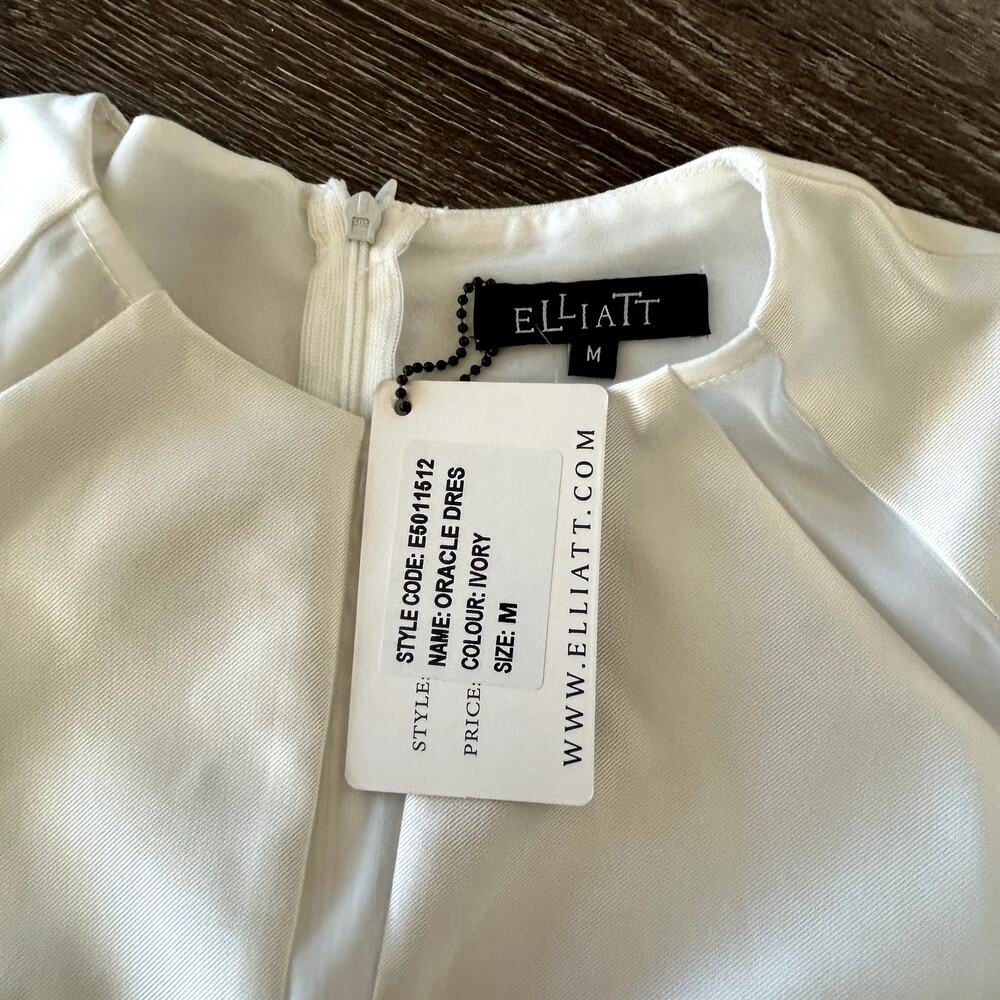 ELLIATT
M
STYLE CODE: E5011512
NAME: ORACLE DRES
COLOUR: IVORY
SIZE: M
STYLE:
PRICE:
WWW.ELLIATT.COM